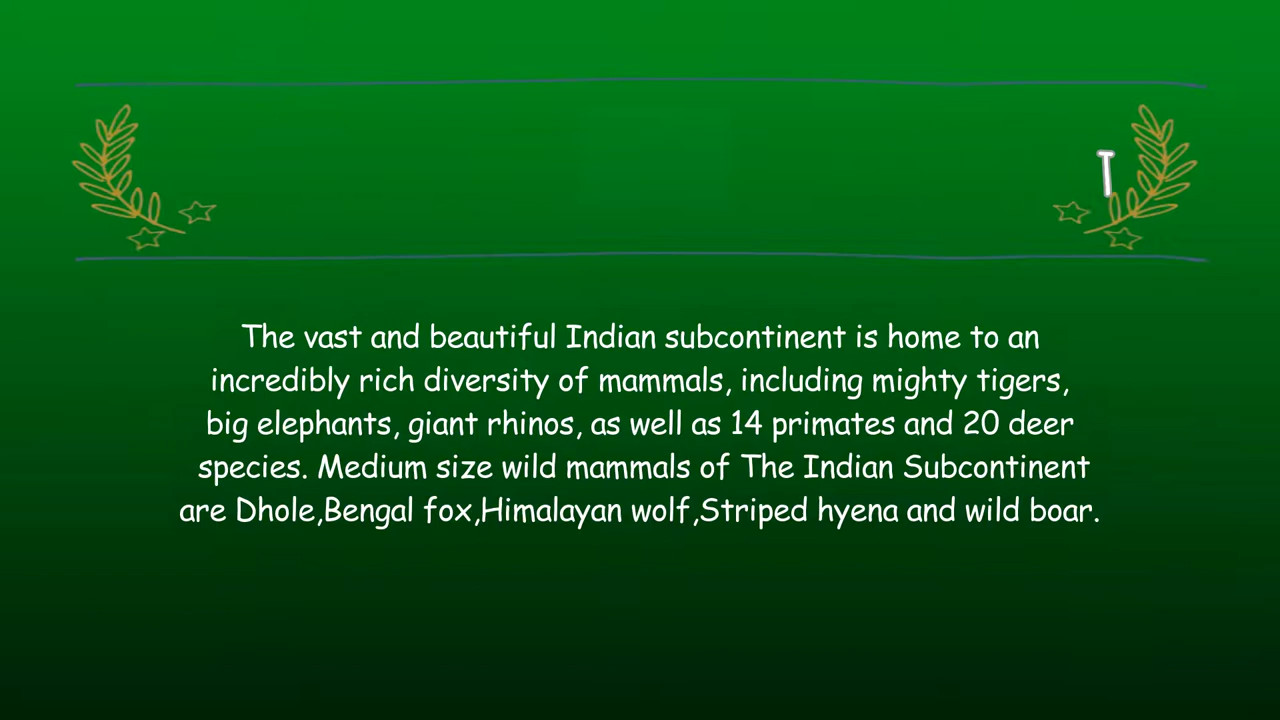 T
The vast and beautiful Indian subcontinent is home to an
incredibly rich diversity of mammals, including mighty tigers,
big elephants, giant rhinos, as well as 14 primates and 20 deer
species. Medium size wild mammals of The Indian Subcontinent
are Dhole,Bengal fox,Himalayan wolf,Striped hyena and wild boar.